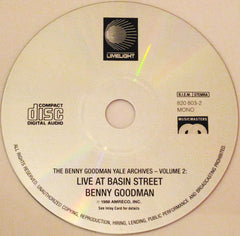 LIMELIGHT
COMPACT
disc
DIGITAL AUDIO
B.I.E.M. / STEMRA
820 803-2
MONO
MUSICMASTERS
THE BENNY GOODMAN YALE ARCHIVES – VOLUME 2:
LIVE AT BASIN STREET
BENNY GOODMAN
℗ 1988 AMRECO, INC.
See Inlay Card for details
ALL RIGHTS RESERVED. UNAUTHORIZED COPYING, REPRODUCTION, HIRING, LENDING, PUBLIC PERFORMANCE AND BROADCASTING PROHIBITED.